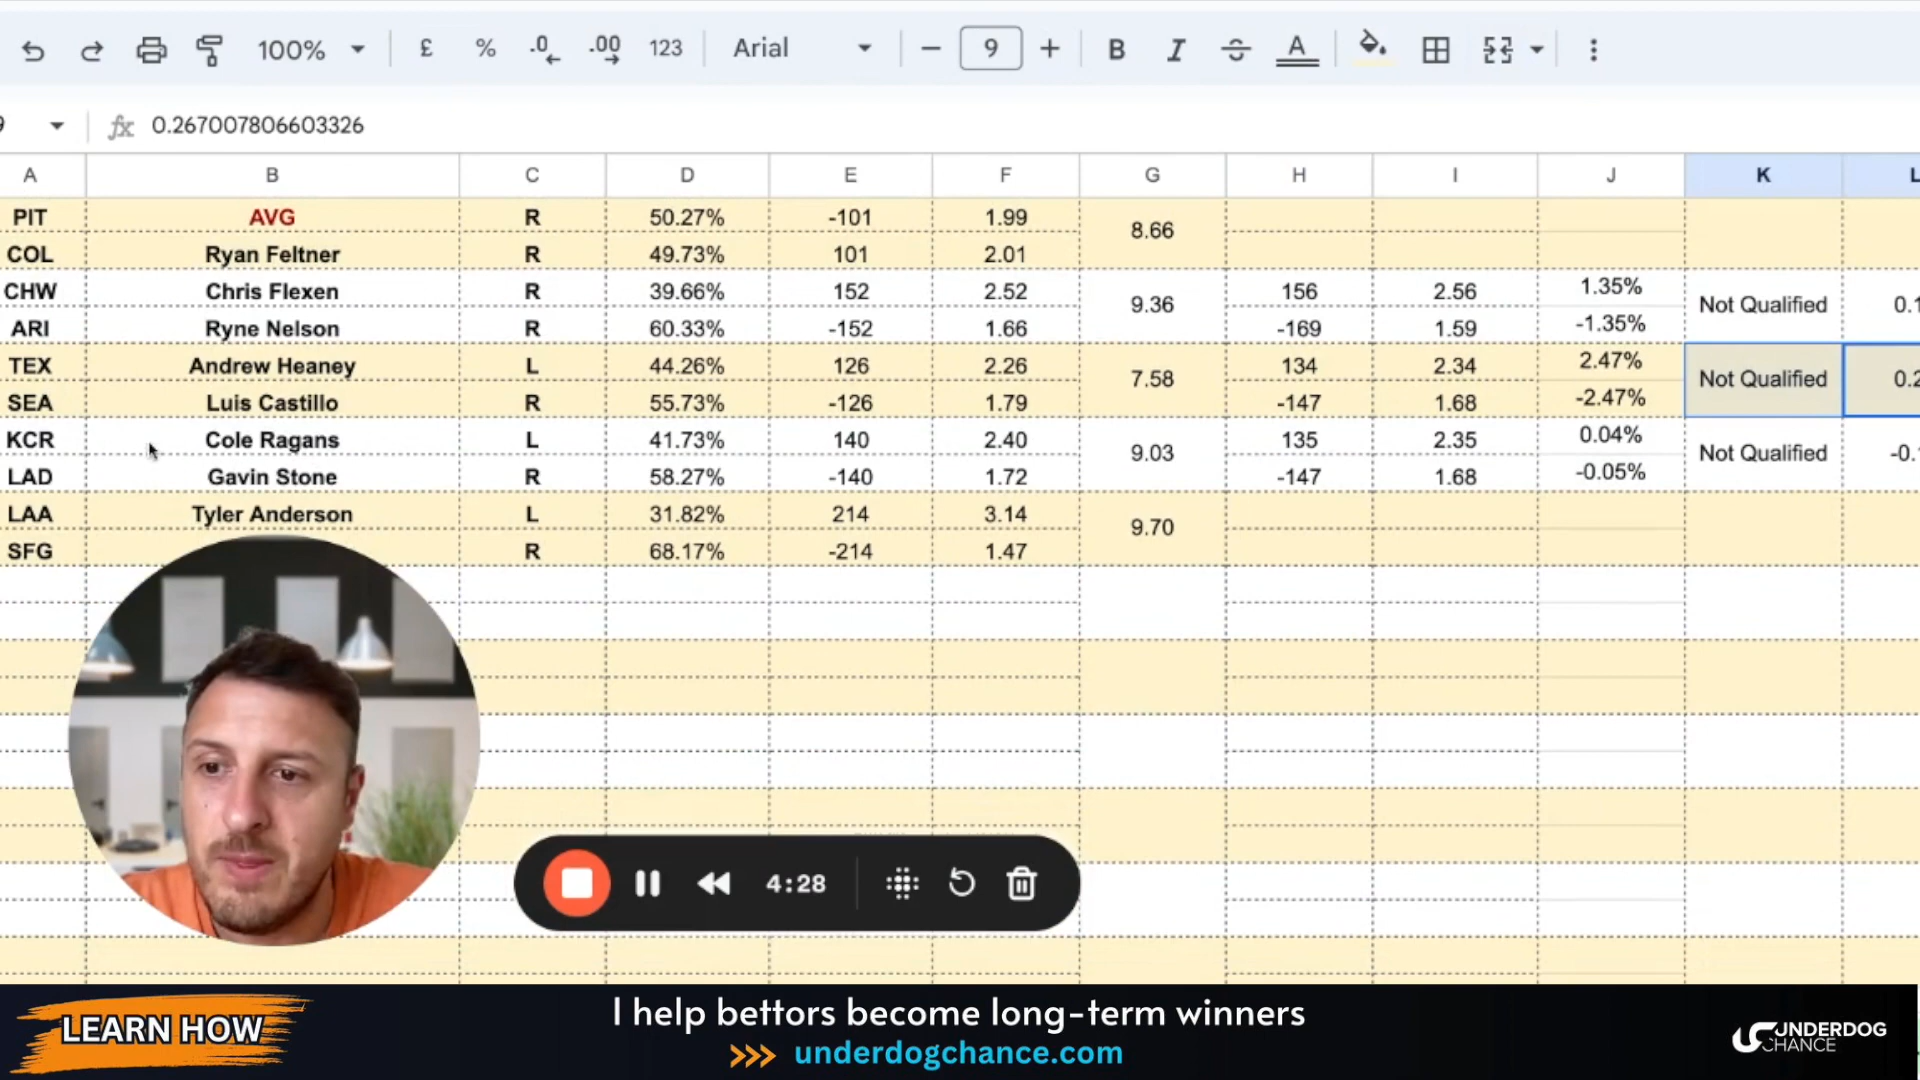 100% £ % .0 .00 123 Arial 9 B I A
9 fx 0.267007806603326
A B C D E F G H I J K L
PIT AVG R 50.27% -101 1.99 8.66
COL Ryan Feltner R 49.73% 101 2.01
CHW Chris Flexen R 39.66% 152 2.52 9.36 156 2.56 1.35% Not Qualified 0.1
ARI Ryne Nelson R 60.33% -152 1.66 -169 1.59 -1.35%
TEX Andrew Heaney L 44.26% 126 2.26 7.58 134 2.34 2.47% Not Qualified 0.2
SEA Luis Castillo R 55.73% -126 1.79 -147 1.68 -2.47%
KCR Cole Ragans L 41.73% 140 2.40 9.03 135 2.35 0.04% Not Qualified
LAD Gavin Stone R 58.27% -140 1.72 -147 1.68 -0.05%
LAA Tyler Anderson L 31.82% 214 3.14 9.70
SFG R 68.17% -214 1.47
4:28
LEARN HOW
I help bettors become long-term winners
>>> underdogchance.com
UNDERDOG
CHANCE